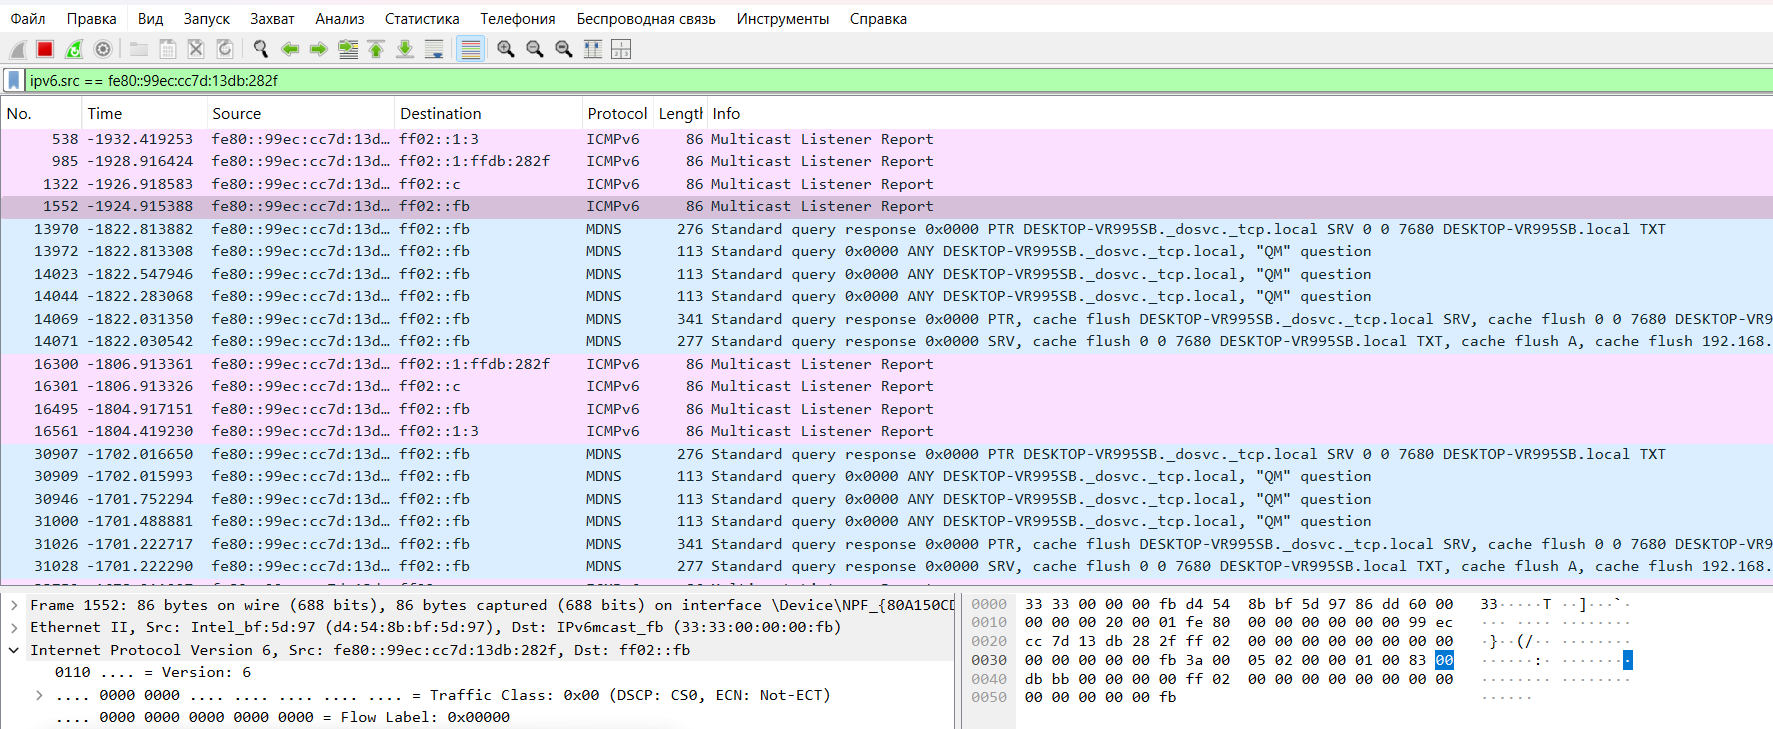 Файл Правка Вид Запуск Захват Анализ Статистика Телефония Беспроводная связь Инструменты Справка
ipv6.src == fe80::99ec:cc7d:13db:282f
No. Time Source Destination Protocol Length Info
538 -1932.419253 fe80::99ec:cc7d:13d… ff02::1:3 ICMPv6 86 Multicast Listener Report
985 -1928.916424 fe80::99ec:cc7d:13d… ff02::1:ffdb:282f ICMPv6 86 Multicast Listener Report
1322 -1926.918583 fe80::99ec:cc7d:13d… ff02::c ICMPv6 86 Multicast Listener Report
1552 -1924.915388 fe80::99ec:cc7d:13d… ff02::fb ICMPv6 86 Multicast Listener Report
13970 -1822.813882 fe80::99ec:cc7d:13d… ff02::fb MDNS 276 Standard query response 0x0000 PTR DESKTOP-VR995SB._dosvc._tcp.local SRV 0 0 7680 DESKTOP-VR995SB.local TXT
13972 -1822.813308 fe80::99ec:cc7d:13d… ff02::fb MDNS 113 Standard query 0x0000 ANY DESKTOP-VR995SB._dosvc._tcp.local, "QM" question
14023 -1822.547946 fe80::99ec:cc7d:13d… ff02::fb MDNS 113 Standard query 0x0000 ANY DESKTOP-VR995SB._dosvc._tcp.local, "QM" question
14044 -1822.283068 fe80::99ec:cc7d:13d… ff02::fb MDNS 113 Standard query 0x0000 ANY DESKTOP-VR995SB._dosvc._tcp.local, "QM" question
14069 -1822.031350 fe80::99ec:cc7d:13d… ff02::fb MDNS 341 Standard query response 0x0000 PTR, cache flush DESKTOP-VR995SB._dosvc._tcp.local SRV, cache flush 0 0 7680 DESKTOP-VR9
14071 -1822.030542 fe80::99ec:cc7d:13d… ff02::fb MDNS 277 Standard query response 0x0000 SRV, cache flush 0 0 7680 DESKTOP-VR995SB.local TXT, cache flush A, cache flush 192.168.
16300 -1806.913361 fe80::99ec:cc7d:13d… ff02::1:ffdb:282f ICMPv6 86 Multicast Listener Report
16301 -1806.913326 fe80::99ec:cc7d:13d… ff02::c ICMPv6 86 Multicast Listener Report
16495 -1804.917151 fe80::99ec:cc7d:13d… ff02::fb ICMPv6 86 Multicast Listener Report
16561 -1804.419230 fe80::99ec:cc7d:13d… ff02::1:3 ICMPv6 86 Multicast Listener Report
30907 -1702.016650 fe80::99ec:cc7d:13d… ff02::fb MDNS 276 Standard query response 0x0000 PTR DESKTOP-VR995SB._dosvc._tcp.local SRV 0 0 7680 DESKTOP-VR995SB.local TXT
30909 -1702.015993 fe80::99ec:cc7d:13d… ff02::fb MDNS 113 Standard query 0x0000 ANY DESKTOP-VR995SB._dosvc._tcp.local, "QM" question
30946 -1701.752294 fe80::99ec:cc7d:13d… ff02::fb MDNS 113 Standard query 0x0000 ANY DESKTOP-VR995SB._dosvc._tcp.local, "QM" question
31000 -1701.488881 fe80::99ec:cc7d:13d… ff02::fb MDNS 113 Standard query 0x0000 ANY DESKTOP-VR995SB._dosvc._tcp.local, "QM" question
31026 -1701.222717 fe80::99ec:cc7d:13d… ff02::fb MDNS 341 Standard query response 0x0000 PTR, cache flush DESKTOP-VR995SB._dosvc._tcp.local SRV, cache flush 0 0 7680 DESKTOP-VR9
31028 -1701.222290 fe80::99ec:cc7d:13d… ff02::fb MDNS 277 Standard query response 0x0000 SRV, cache flush 0 0 7680 DESKTOP-VR995SB.local TXT, cache flush A, cache flush 192.168.
Frame 1552: 86 bytes on wire (688 bits), 86 bytes captured (688 bits) on interface \Device\NPF_{80A150CD
Ethernet II, Src: Intel_bf:5d:97 (d4:54:8b:bf:5d:97), Dst: IPv6mcast_fb (33:33:00:00:00:fb)
Internet Protocol Version 6, Src: fe80::99ec:cc7d:13db:282f, Dst: ff02::fb
0110 .... = Version: 6
.... 0000 0000 .... .... .... .... .... = Traffic Class: 0x00 (DSCP: CS0, ECN: Not-ECT)
.... 0000 0000 0000 0000 0000 = Flow Label: 0x00000
0000 33 33 00 00 00 fb d4 54 8b bf 5d 97 86 dd 60 00 33·····T ··]···`·
0010 00 00 00 20 00 01 fe 80 00 00 00 00 00 00 99 ec ··· ···· ········
0020 cc 7d 13 db 28 2f ff 02 00 00 00 00 00 00 00 00 ·}··(/·· ········
0030 00 00 00 00 00 fb 3a 00 05 02 00 00 01 00 83 00 ······:· ········
0040 db bb 00 00 00 00 ff 02 00 00 00 00 00 00 00 00 ········ ········
0050 00 00 00 00 00 fb ······